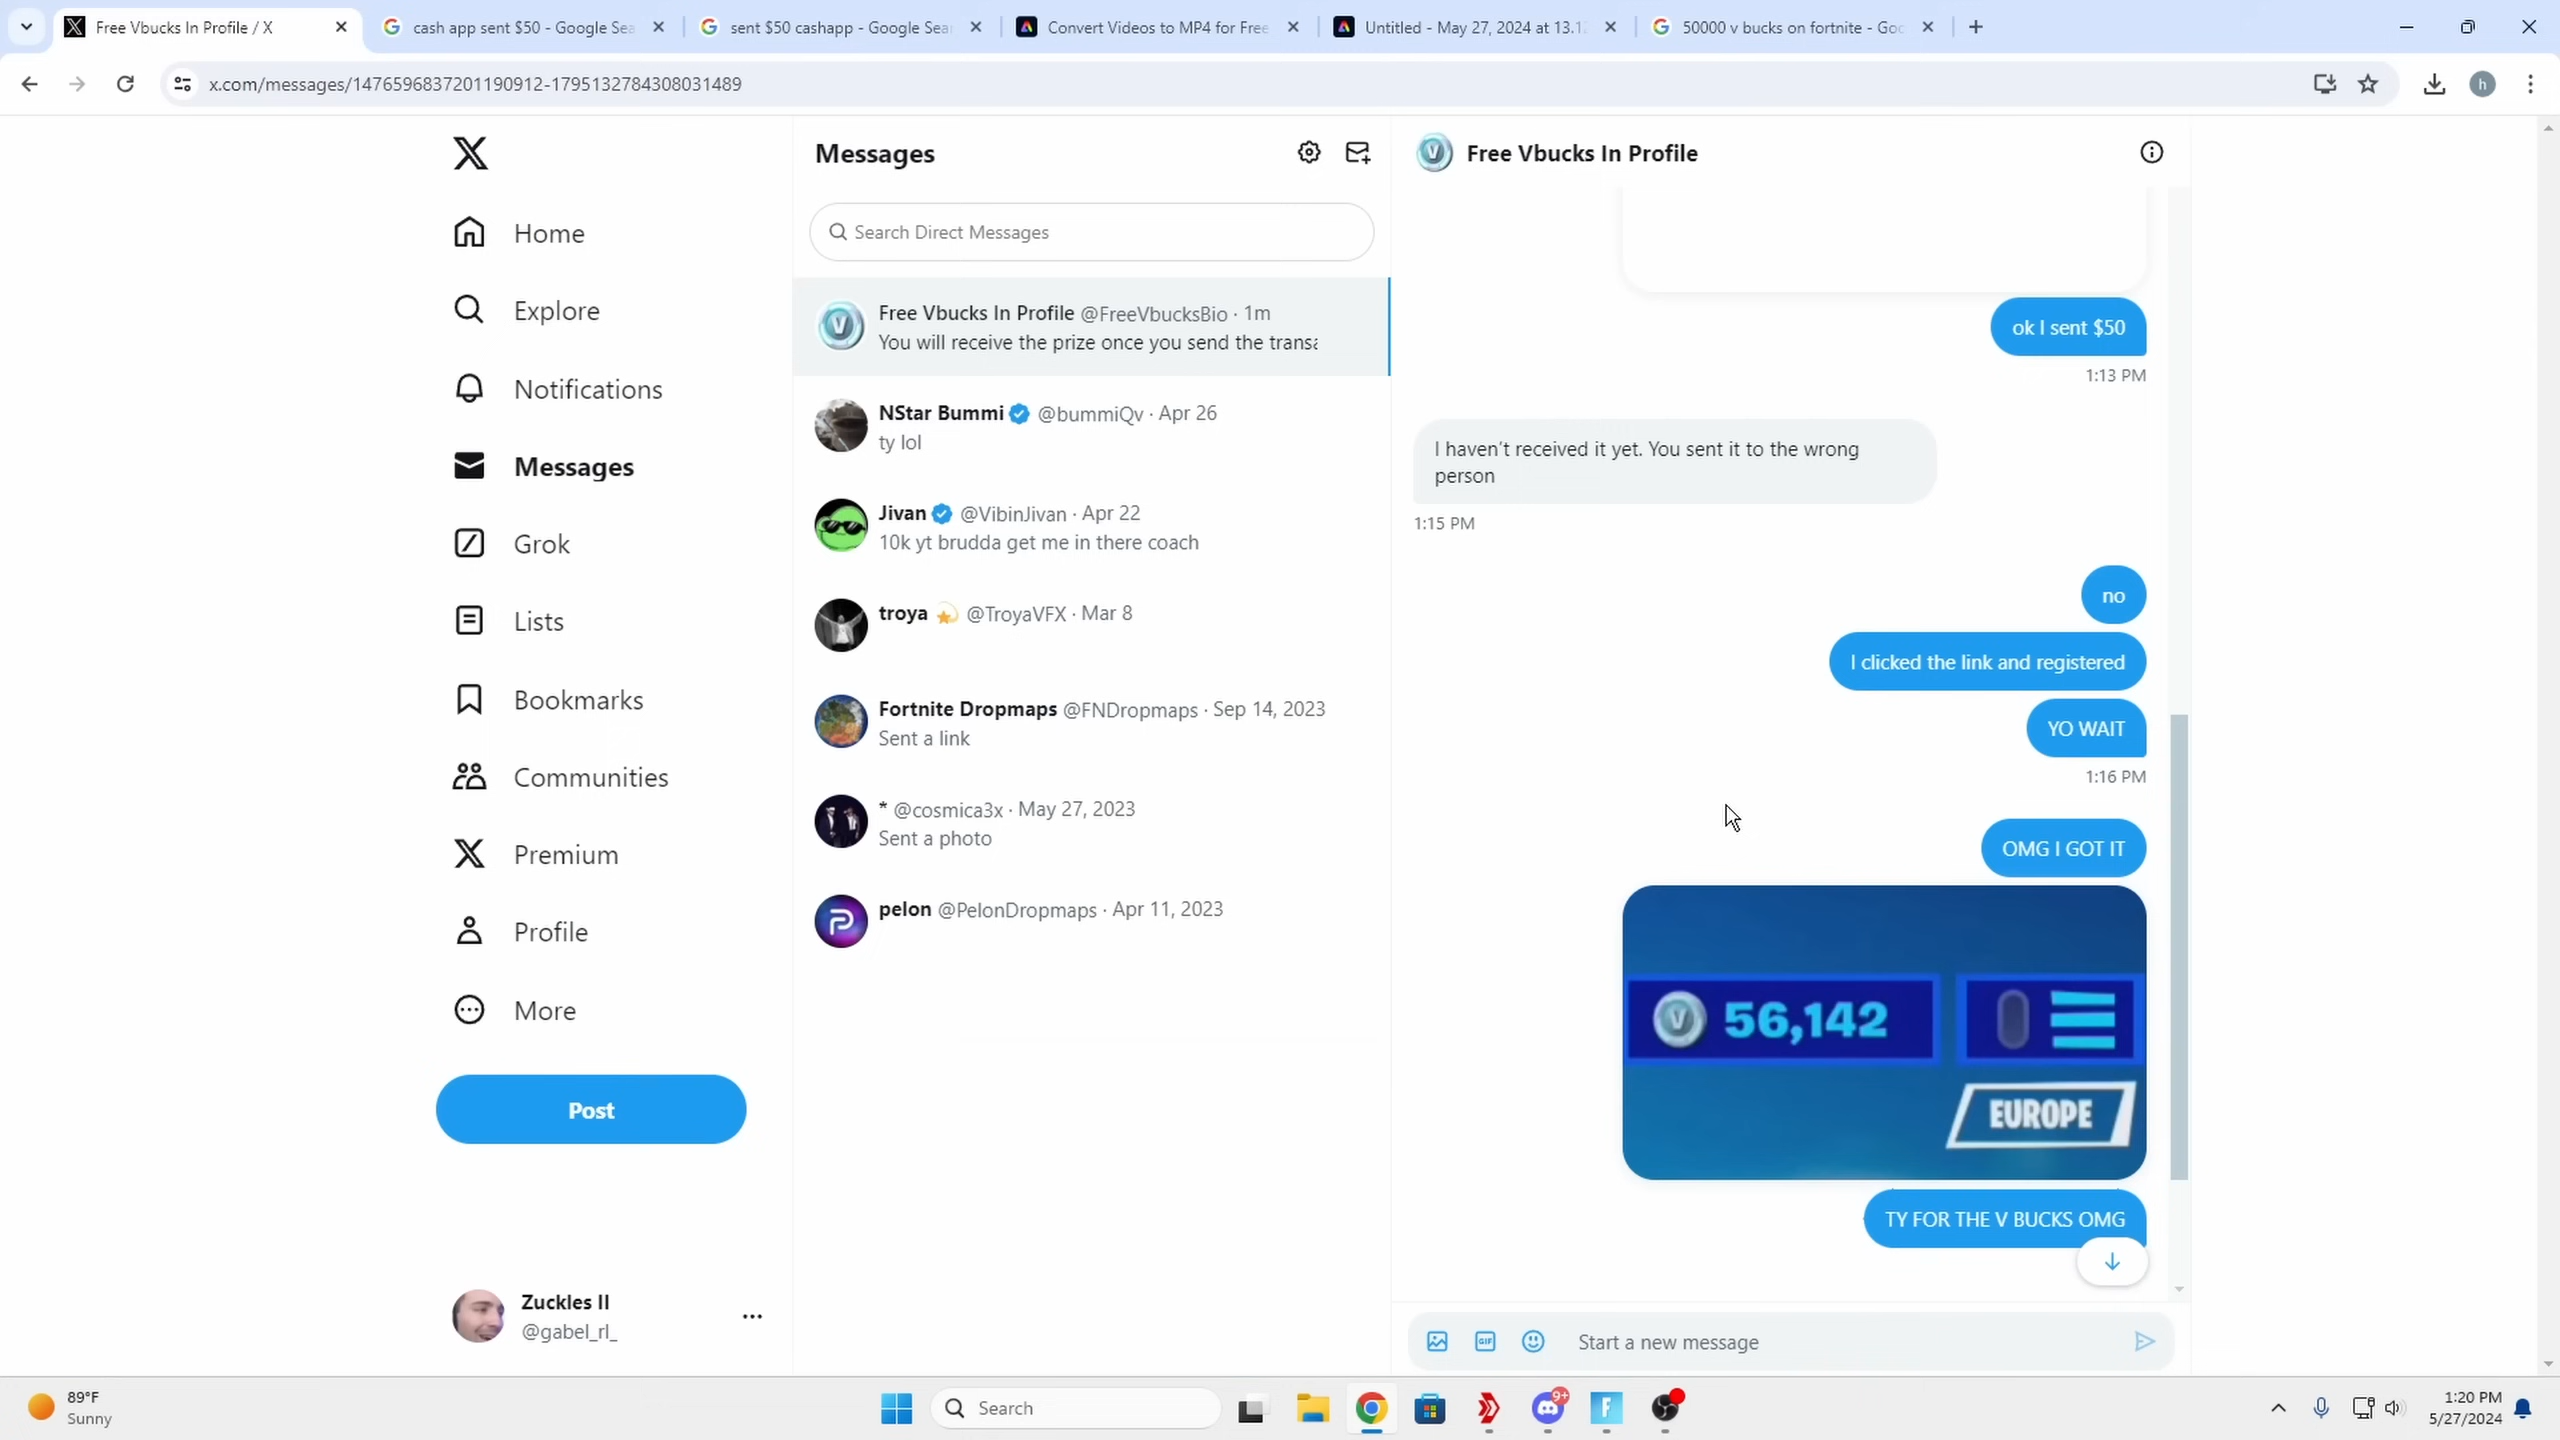 Free Vbucks In Profile / X
cash app sent $50 - Google Sea
sent $50 cashapp - Google Sear
Convert Videos to MP4 for Free
Untitled - May 27, 2024 at 13.12
50000 v bucks on fortnite - Goo
x.com/messages/1476596837201190912-1795132784308031489
h
Home
Explore
Notifications
Messages
Grok
Lists
Bookmarks
Communities
Premium
Profile
More
Post
Zuckles II
@gabel_rl_
Messages
Search Direct Messages
Free Vbucks In Profile @FreeVbucksBio · 1m
You will receive the prize once you send the transa
NStar Bummi @bummiQv · Apr 26
ty lol
Jivan @VibinJivan · Apr 22
10k yt brudda get me in there coach
troya @TroyaVFX · Mar 8
Fortnite Dropmaps @FNDropmaps · Sep 14, 2023
Sent a link
* @cosmica3x · May 27, 2023
Sent a photo
pelon @PelonDropmaps · Apr 11, 2023
Free Vbucks In Profile
ok I sent $50
1:13 PM
I haven’t received it yet. You sent it to the wrong
person
1:15 PM
no
I clicked the link and registered
YO WAIT
1:16 PM
OMG I GOT IT
V 56,142
EUROPE
TY FOR THE V BUCKS OMG
GIF
Start a new message
89°F
Sunny
Search
9+
F
1:20 PM
5/27/2024